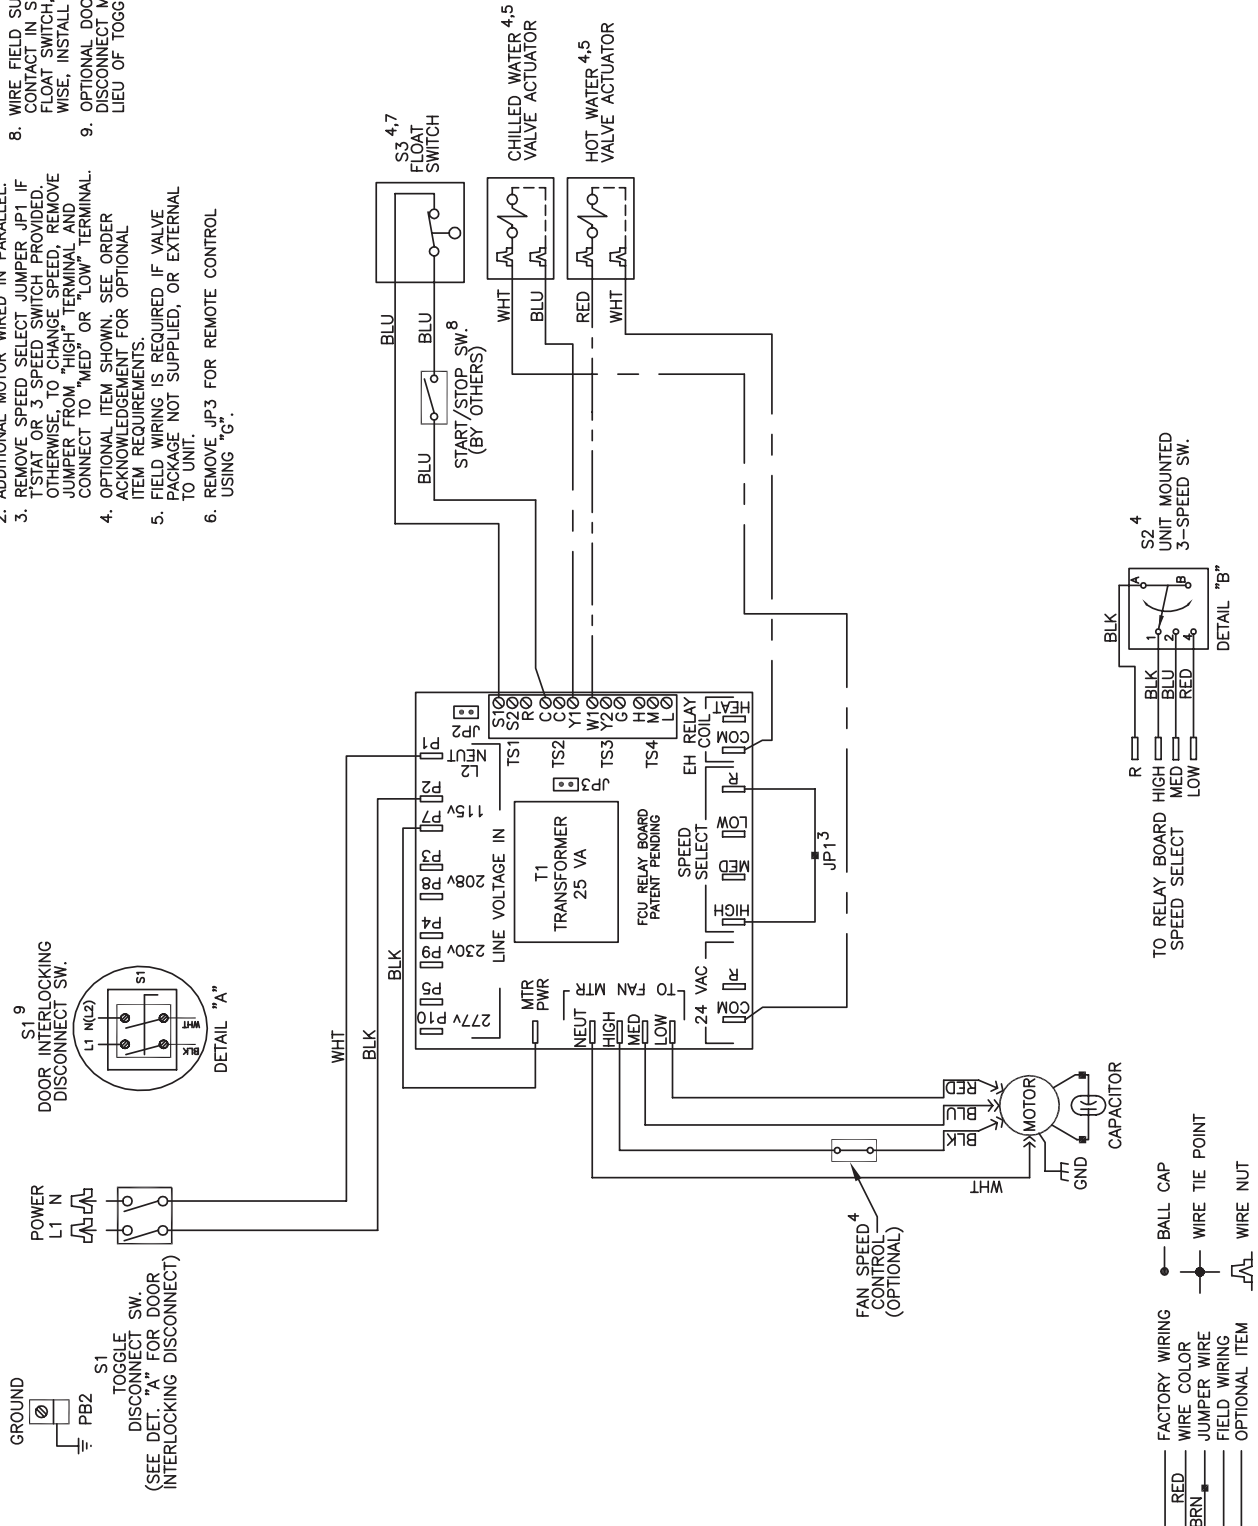 2. ADDITIONAL MOTOR WIRED IN PARALLEL.
3. REMOVE SPEED SELECT JUMPER JP1 IF
T'STAT OR 3 SPEED SWITCH PROVIDED.
OTHERWISE, TO CHANGE SPEED, REMOVE
JUMPER FROM "HIGH" TERMINAL AND
CONNECT TO "MED" OR "LOW" TERMINAL.
4. OPTIONAL ITEM SHOWN. SEE ORDER
ACKNOWLEDGEMENT FOR OPTIONAL
ITEM REQUIREMENTS.
5. FIELD WIRING IS REQUIRED IF VALVE
PACKAGE NOT SUPPLIED, OR EXTERNAL
TO UNIT.
6. REMOVE JP3 FOR REMOTE CONTROL
USING "G".
8. WIRE FIELD SU
CONTACT IN S
FLOAT SWITCH,
WISE, INSTALL
9. OPTIONAL DOO
DISCONNECT M
LIEU OF TOGG
GROUND
PB2
S1
TOGGLE
DISCONNECT SW.
(SEE DET. "A" FOR DOOR
INTERLOCKING DISCONNECT)
POWER
L1 N
S1 9
DOOR INTERLOCKING
DISCONNECT SW.
L1 N(L2)
S1
BLK WHT
DETAIL "A"
WHT
BLK
BLK
P10 P5 P9 P4 P8 P3 P7 P2 P1
277v 230v 208v 115v
L2
NEUT
LINE VOLTAGE IN
JP2
JP3
MTR
PWR
T1
TRANSFORMER
25 VA
FCU RELAY BOARD
PATENT PENDING
NEUT
HIGH
MED
LOW
TO FAN MTR
24 VAC
COM
R
SPEED
SELECT
HIGH
MED
LOW
R
EH RELAY
COIL
COM
HEAT
TS1
TS2
TS3
TS4
S1
S2
R
C
C
Y1
W1
Y2
G
H
M
L
JP1 3
S3 4,7
FLOAT
SWITCH
BLU
BLU
BLU
START/STOP SW. 8
(BY OTHERS)
CHILLED WATER 4,5
VALVE ACTUATOR
WHT
BLU
HOT WATER 4,5
VALVE ACTUATOR
RED
WHT
RED
BLU
BLK
WHT
MOTOR
CAPACITOR
GND
FAN SPEED 4
CONTROL
(OPTIONAL)
S2 4
UNIT MOUNTED
3-SPEED SW.
A
B
1
2
4
DETAIL "B"
BLK
BLK
BLU
RED
R
HIGH
MED
LOW
TO RELAY BOARD
SPEED SELECT
FACTORY WIRING
RED
WIRE COLOR
BRN
JUMPER WIRE
FIELD WIRING
OPTIONAL ITEM
BALL CAP
WIRE TIE POINT
WIRE NUT